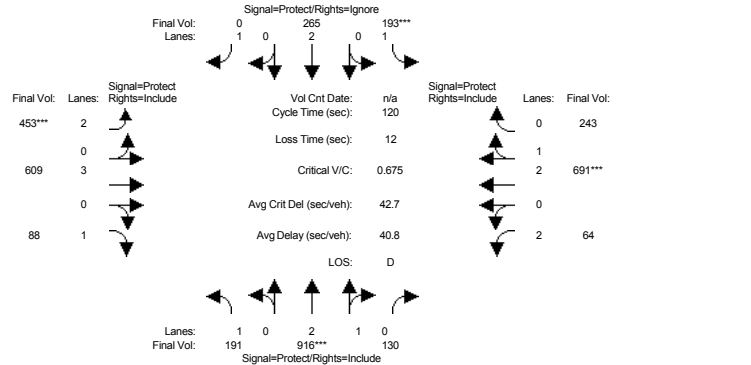 Signal=Protect/Rights=Ignore
Final Vol: 0 265 193***
Lanes: 1 0 2 0 1
Signal=Protect
Final Vol: Lanes: Rights=Include
Vol Cnt Date: n/a
Signal=Protect
Rights=Include Lanes: Final Vol:
Cycle Time (sec): 120
453*** 2
0 243
Loss Time (sec): 12
0
1
609 3
Critical V/C: 0.675
2 691***
0
Avg Crit Del (sec/veh): 42.7
0
88 1
Avg Delay (sec/veh): 40.8
2 64
LOS: D
Lanes: 1 0 2 1 0
Final Vol: 191 916*** 130
Signal=Protect/Rights=Include